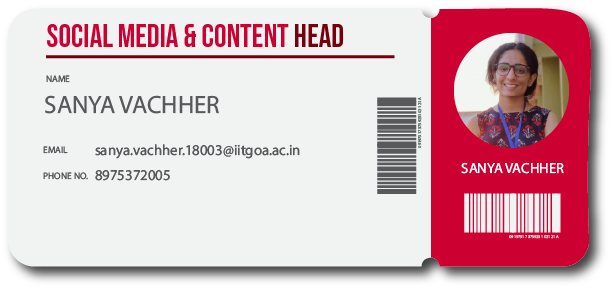 SOCIAL MEDIA & CONTENT HEAD
NAME
SANYA VACHHER
EMAIL sanya.vachher.18003@iitgoa.ac.in
PHONE NO. 8975372005
SANYA VACHHER